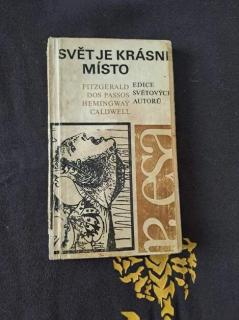 SVĚT JE KRÁSNÉ
MÍSTO
FITZGERALD
DOS PASSOS
HEMINGWAY
CALDWELL
EDICE
SVĚTOVÝCH
AUTORŮ